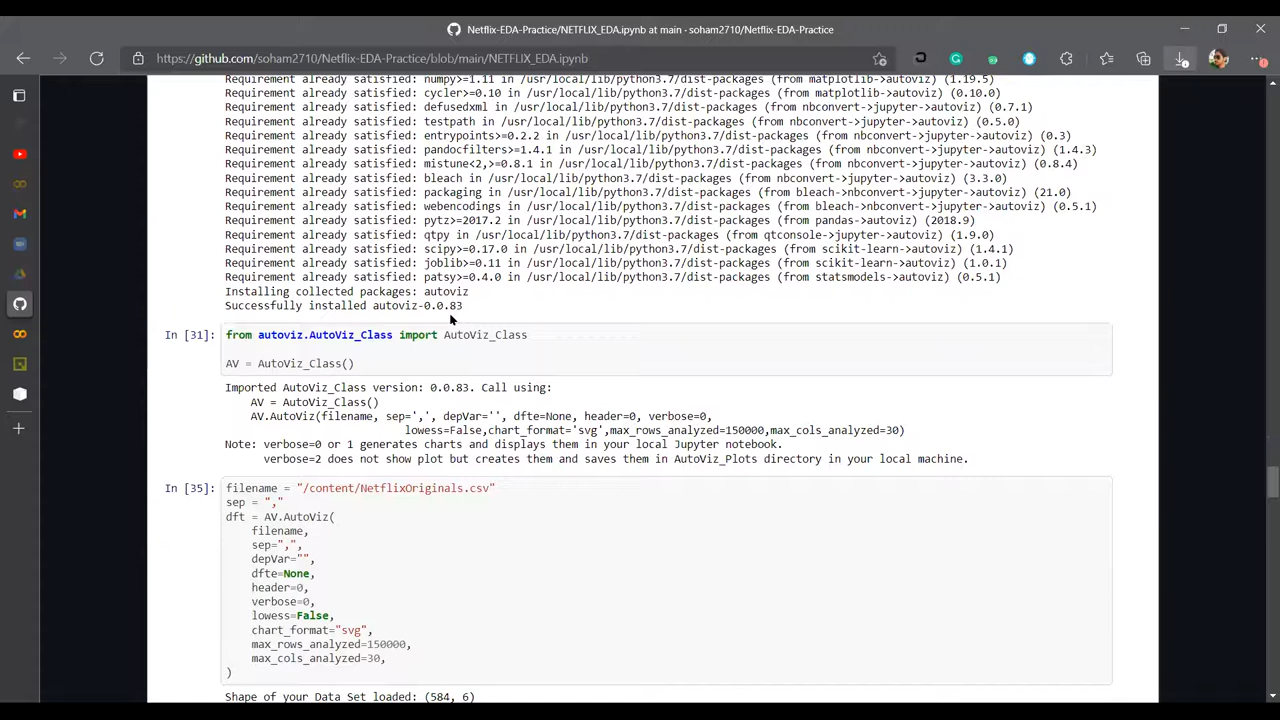 Netflix-EDA-Practice/NETFLIX_EDA.ipynb at main - soham2710/Netflix-EDA-Practice
https://github.com/soham2710/Netflix-EDA-Practice/blob/main/NETFLIX_EDA.ipynb
Requirement already satisfied: numpy>=1.11 in /usr/local/lib/python3.7/dist-packages (from matplotlib->autoviz) (1.19.5)
Requirement already satisfied: cycler>=0.10 in /usr/local/lib/python3.7/dist-packages (from matplotlib->autoviz) (0.10.0)
Requirement already satisfied: defusedxml in /usr/local/lib/python3.7/dist-packages (from nbconvert->jupyter->autoviz) (0.7.1)
Requirement already satisfied: testpath in /usr/local/lib/python3.7/dist-packages (from nbconvert->jupyter->autoviz) (0.5.0)
Requirement already satisfied: entrypoints>=0.2.2 in /usr/local/lib/python3.7/dist-packages (from nbconvert->jupyter->autoviz) (0.3)
Requirement already satisfied: pandocfilters>=1.4.1 in /usr/local/lib/python3.7/dist-packages (from nbconvert->jupyter->autoviz) (1.4.3)
Requirement already satisfied: mistune<2,>=0.8.1 in /usr/local/lib/python3.7/dist-packages (from nbconvert->jupyter->autoviz) (0.8.4)
Requirement already satisfied: bleach in /usr/local/lib/python3.7/dist-packages (from nbconvert->jupyter->autoviz) (3.3.0)
Requirement already satisfied: packaging in /usr/local/lib/python3.7/dist-packages (from bleach->nbconvert->jupyter->autoviz) (21.0)
Requirement already satisfied: webencodings in /usr/local/lib/python3.7/dist-packages (from bleach->nbconvert->jupyter->autoviz) (0.5.1)
Requirement already satisfied: pytz>=2017.2 in /usr/local/lib/python3.7/dist-packages (from pandas->autoviz) (2018.9)
Requirement already satisfied: qtpy in /usr/local/lib/python3.7/dist-packages (from qtconsole->jupyter->autoviz) (1.9.0)
Requirement already satisfied: scipy>=0.17.0 in /usr/local/lib/python3.7/dist-packages (from scikit-learn->autoviz) (1.4.1)
Requirement already satisfied: joblib>=0.11 in /usr/local/lib/python3.7/dist-packages (from scikit-learn->autoviz) (1.0.1)
Requirement already satisfied: patsy>=0.4.0 in /usr/local/lib/python3.7/dist-packages (from statsmodels->autoviz) (0.5.1)
Installing collected packages: autoviz
Successfully installed autoviz-0.0.83
In [31]: from autoviz.AutoViz_Class import AutoViz_Class
AV = AutoViz_Class()
Imported AutoViz_Class version: 0.0.83. Call using:
AV = AutoViz_Class()
AV.AutoViz(filename, sep=',', depVar='', dfte=None, header=0, verbose=0,
lowess=False,chart_format='svg',max_rows_analyzed=150000,max_cols_analyzed=30)
Note: verbose=0 or 1 generates charts and displays them in your local Jupyter notebook.
verbose=2 does not show plot but creates them and saves them in AutoViz_Plots directory in your local machine.
In [35]: filename = "/content/NetflixOriginals.csv"
sep = ","
dft = AV.AutoViz(
filename,
sep=",",
depVar="",
dfte=None,
header=0,
verbose=0,
lowess=False,
chart_format="svg",
max_rows_analyzed=150000,
max_cols_analyzed=30,
)
Shape of your Data Set loaded: (584, 6)